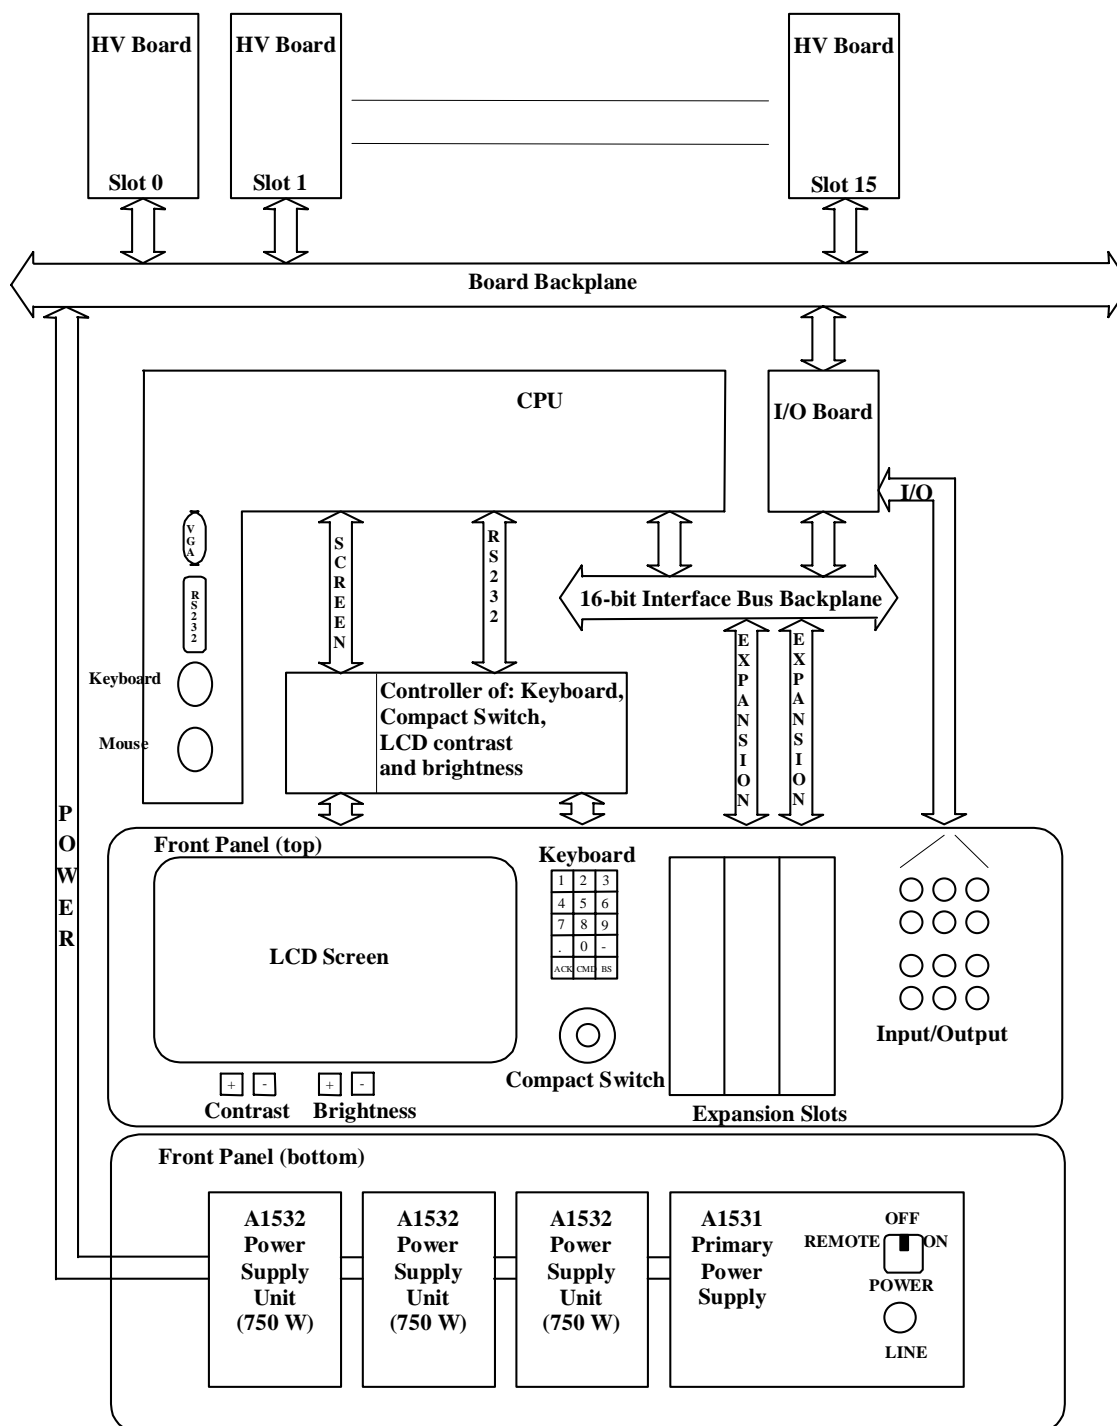 HV Board
HV Board
HV Board
Slot 0
Slot 1
Slot 15
Board Backplane
CPU
I/O Board
I/O
VGA
RS232
SCREEN
RS232
16-bit Interface Bus Backplane
EXPANSION
EXPANSION
Keyboard
Mouse
Controller of: Keyboard,
Compact Switch,
LCD contrast
and brightness
POWER
Front Panel (top)
LCD Screen
Keyboard
1 2 3
4 5 6
7 8 9
. 0 -
ACK CMD BS
Compact Switch
Input/Output
+ -
+ -
Contrast
Brightness
Expansion Slots
Front Panel (bottom)
A1532
Power
Supply
Unit
(750 W)
A1532
Power
Supply
Unit
(750 W)
A1532
Power
Supply
Unit
(750 W)
A1531
Primary
Power
Supply
OFF
REMOTE
ON
POWER
LINE